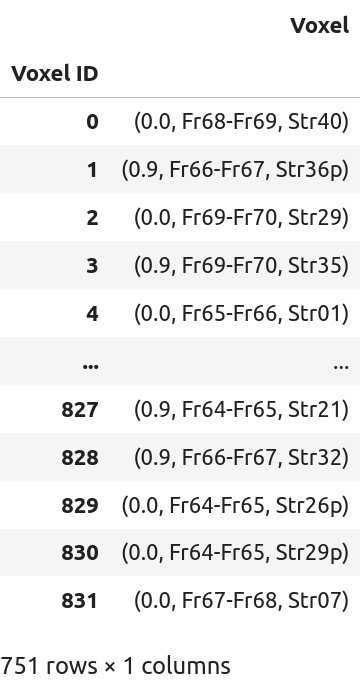 Voxel
Voxel ID
0 (0.0, Fr68-Fr69, Str40)
1 (0.9, Fr66-Fr67, Str36p)
2 (0.0, Fr69-Fr70, Str29)
3 (0.9, Fr69-Fr70, Str35)
4 (0.0, Fr65-Fr66, Str01)
... ...
827 (0.9, Fr64-Fr65, Str21)
828 (0.9, Fr66-Fr67, Str32)
829 (0.0, Fr64-Fr65, Str26p)
830 (0.0, Fr64-Fr65, Str29p)
831 (0.0, Fr67-Fr68, Str07)
751 rows × 1 columns